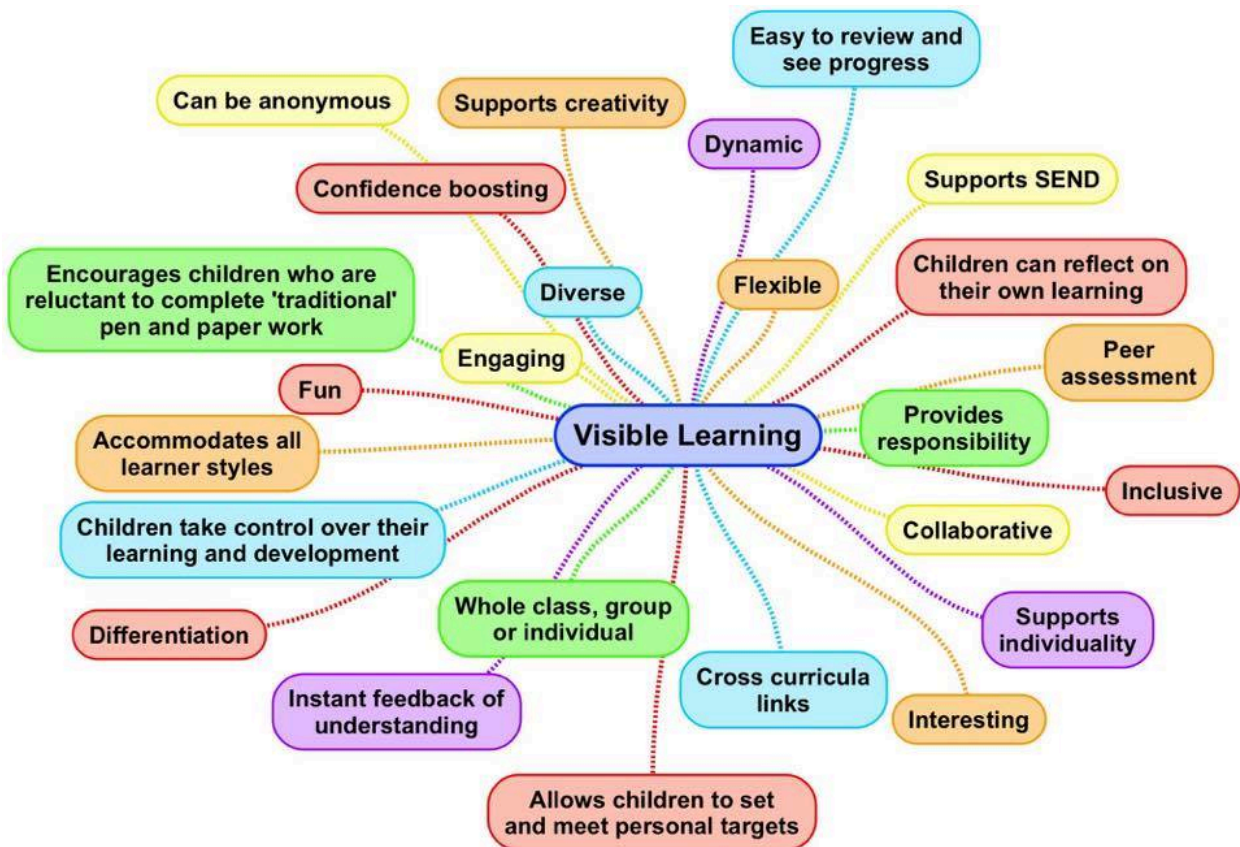 Easy to review and
see progress
Can be anonymous
Supports creativity
Dynamic
Supports SEND
Confidence boosting
Encourages children who are
reluctant to complete 'traditional'
pen and paper work
Diverse
Flexible
Children can reflect on
their own learning
Engaging
Peer
assessment
Fun
Visible Learning
Provides
responsibility
Accommodates all
learner styles
Inclusive
Children take control over their
learning and development
Collaborative
Differentiation
Whole class, group
or individual
Supports
individuality
Instant feedback of
understanding
Cross curricula
links
Interesting
Allows children to set
and meet personal targets